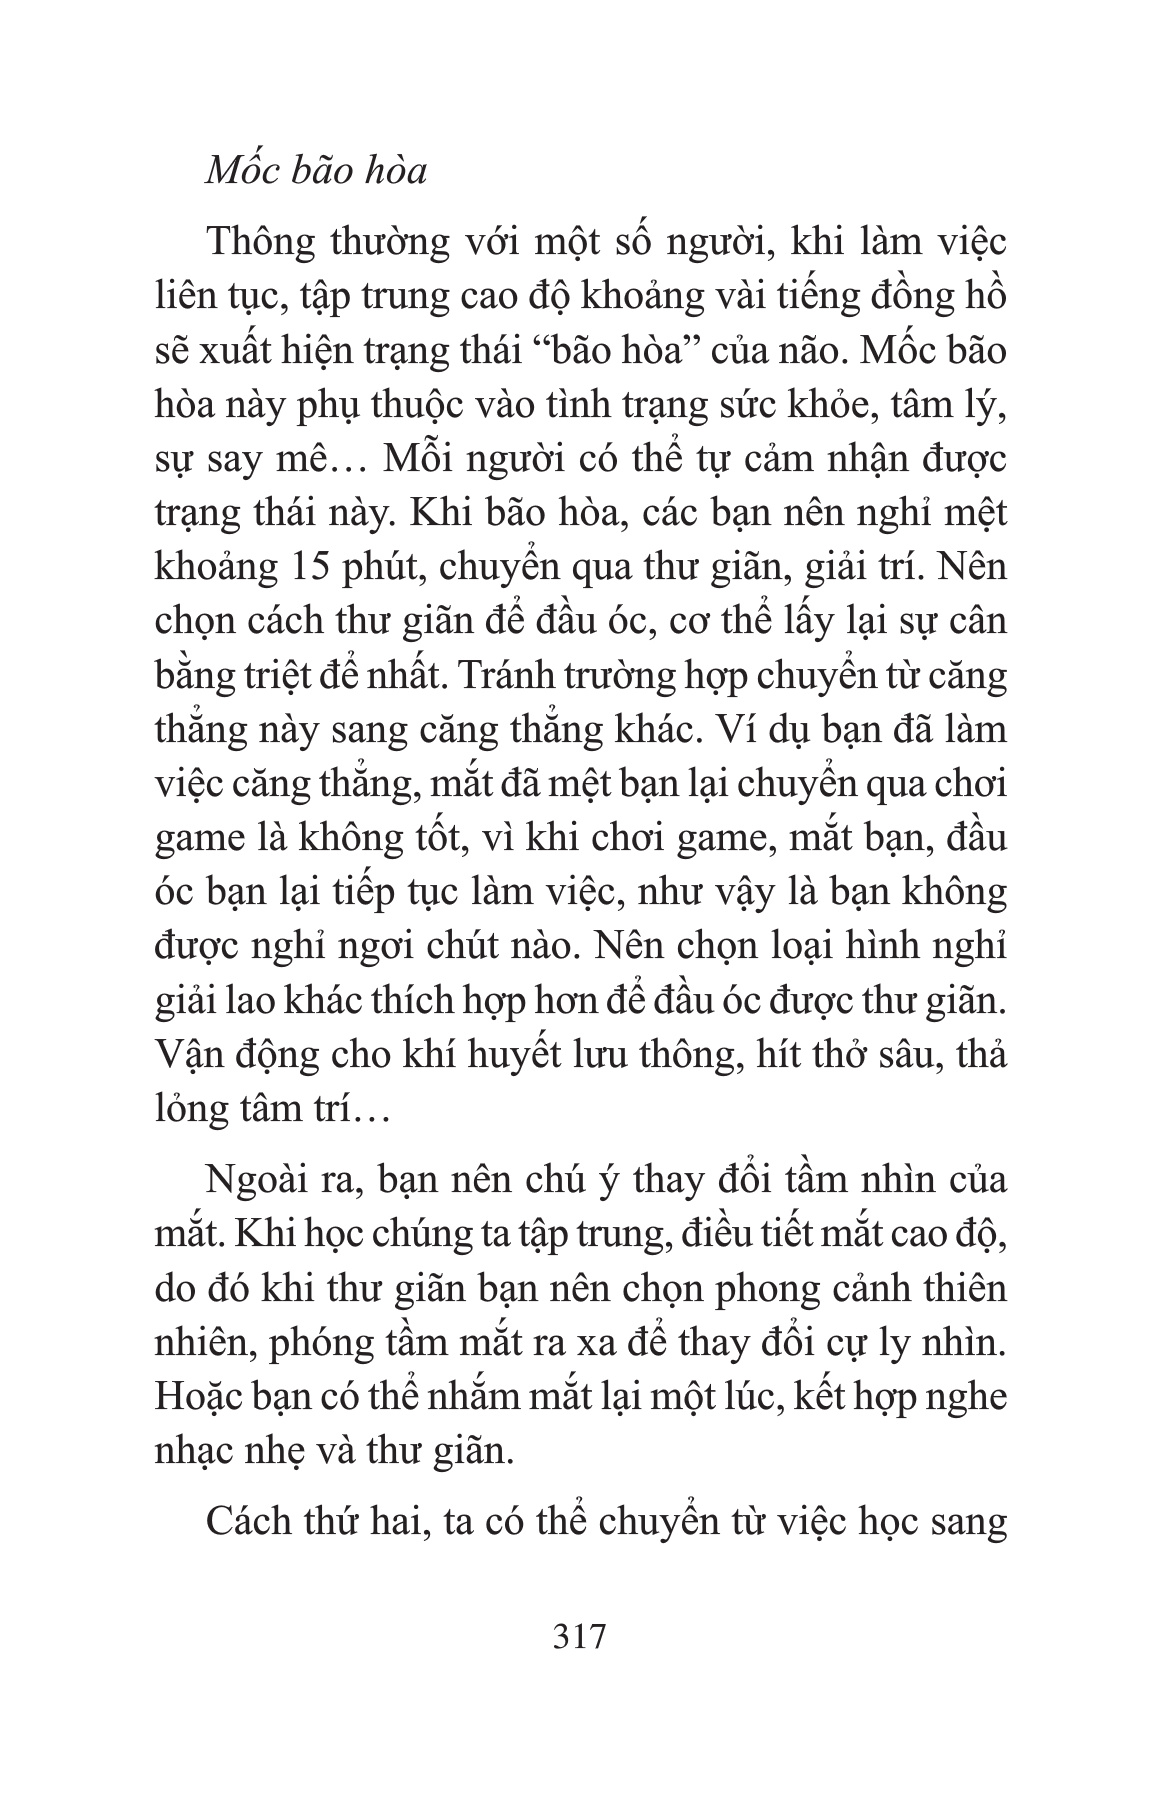 Mốc bão hòa
Thông thường với một số người, khi làm việc
liên tục, tập trung cao độ khoảng vài tiếng đồng hồ
sẽ xuất hiện trạng thái “bão hòa” của não. Mốc bão
hòa này phụ thuộc vào tình trạng sức khỏe, tâm lý,
sự say mê… Mỗi người có thể tự cảm nhận được
trạng thái này. Khi bão hòa, các bạn nên nghỉ mệt
khoảng 15 phút, chuyển qua thư giãn, giải trí. Nên
chọn cách thư giãn để đầu óc, cơ thể lấy lại sự cân
bằng triệt để nhất. Tránh trường hợp chuyển từ căng
thẳng này sang căng thẳng khác. Ví dụ bạn đã làm
việc căng thẳng, mắt đã mệt bạn lại chuyển qua chơi
game là không tốt, vì khi chơi game, mắt bạn, đầu
óc bạn lại tiếp tục làm việc, như vậy là bạn không
được nghỉ ngơi chút nào. Nên chọn loại hình nghỉ
giải lao khác thích hợp hơn để đầu óc được thư giãn.
Vận động cho khí huyết lưu thông, hít thở sâu, thả
lỏng tâm trí…
Ngoài ra, bạn nên chú ý thay đổi tầm nhìn của
mắt. Khi học chúng ta tập trung, điều tiết mắt cao độ,
do đó khi thư giãn bạn nên chọn phong cảnh thiên
nhiên, phóng tầm mắt ra xa để thay đổi cự ly nhìn.
Hoặc bạn có thể nhắm mắt lại một lúc, kết hợp nghe
nhạc nhẹ và thư giãn.
Cách thứ hai, ta có thể chuyển từ việc học sang
317